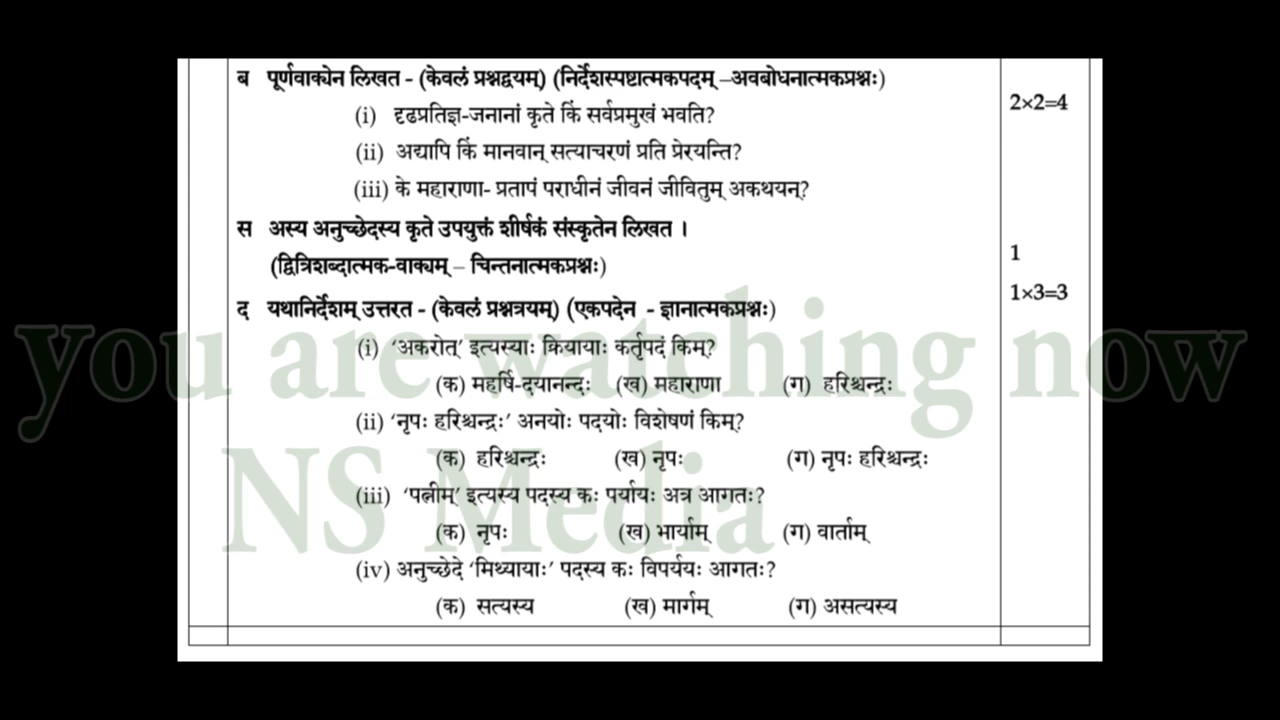 ब पूर्णवाक्येन लिखत - (केवलं प्रश्नद्वयम्) (निर्देशस्पष्टात्मकपदम् –अवबोधनात्मकप्रश्नः)
2×2=4
(i) दृढप्रतिज्ञ-जनानां कृते किं सर्वप्रमुखं भवति?
(ii) अद्यापि किं मानवान् सत्याचरणं प्रति प्रेरयन्ति?
(iii) के महाराणा- प्रतापं पराधीनं जीवनं जीवितुम् अकथयन्?
स अस्य अनुच्छेदस्य कृते उपयुक्तं शीर्षकं संस्कृतेन लिखत ।
1
(द्वित्रिशब्दात्मक-वाक्यम् – चिन्तनात्मकप्रश्नः)
1×3=3
द यथानिर्देशम् उत्तरत - (केवलं प्रश्नत्रयम्) (एकपदेन - ज्ञानात्मकप्रश्नः)
(i) ‘अकरोत्’ इत्यस्याः क्रियायाः कर्तृपदं किम्?
(क) महर्षि-दयानन्दः (ख) महाराणा (ग) हरिश्चन्द्रः
(ii) ‘नृपः हरिश्चन्द्रः’ अनयोः पदयोः विशेषणं किम्?
(क) हरिश्चन्द्रः (ख) नृपः (ग) नृपः हरिश्चन्द्रः
(iii) ‘पत्नीम्’ इत्यस्य पदस्य कः पर्यायः अत्र आगतः?
(क) नृपः (ख) भार्याम् (ग) वार्ताम्
(iv) अनुच्छेदे ‘मिथ्यायाः’ पदस्य कः विपर्ययः आगतः?
(क) सत्यस्य (ख) मार्गम् (ग) असत्यस्य
you are watching now
NS Media